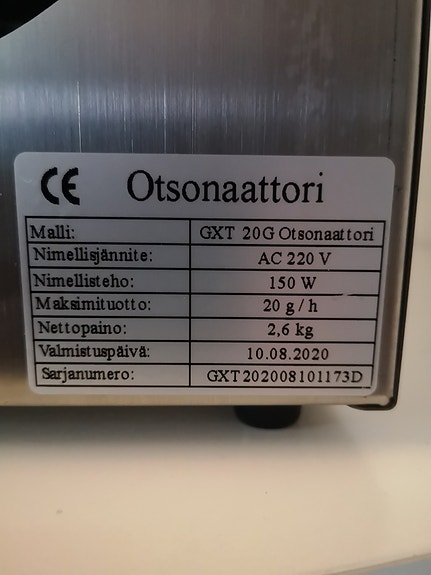 CE Otsonaattori
Malli: GXT 20G Otsonaattori
Nimellisjännite: AC 220 V
Nimellisteho: 150 W
Maksimituotto: 20 g / h
Nettopaino: 2,6 kg
Valmistuspäivä: 10.08.2020
Sarjanumero: GXT202008101173D